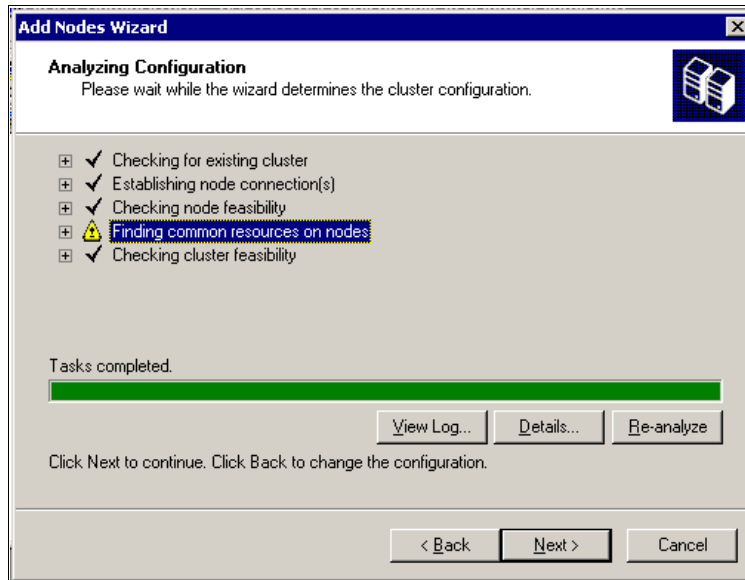 Add Nodes Wizard
Analyzing Configuration
Please wait while the wizard determines the cluster configuration.
Checking for existing cluster
Establishing node connection(s)
Checking node feasibility
Finding common resources on nodes
Checking cluster feasibility
Tasks completed.
View Log... Details... Re-analyze
Click Next to continue. Click Back to change the configuration.
< Back Next > Cancel